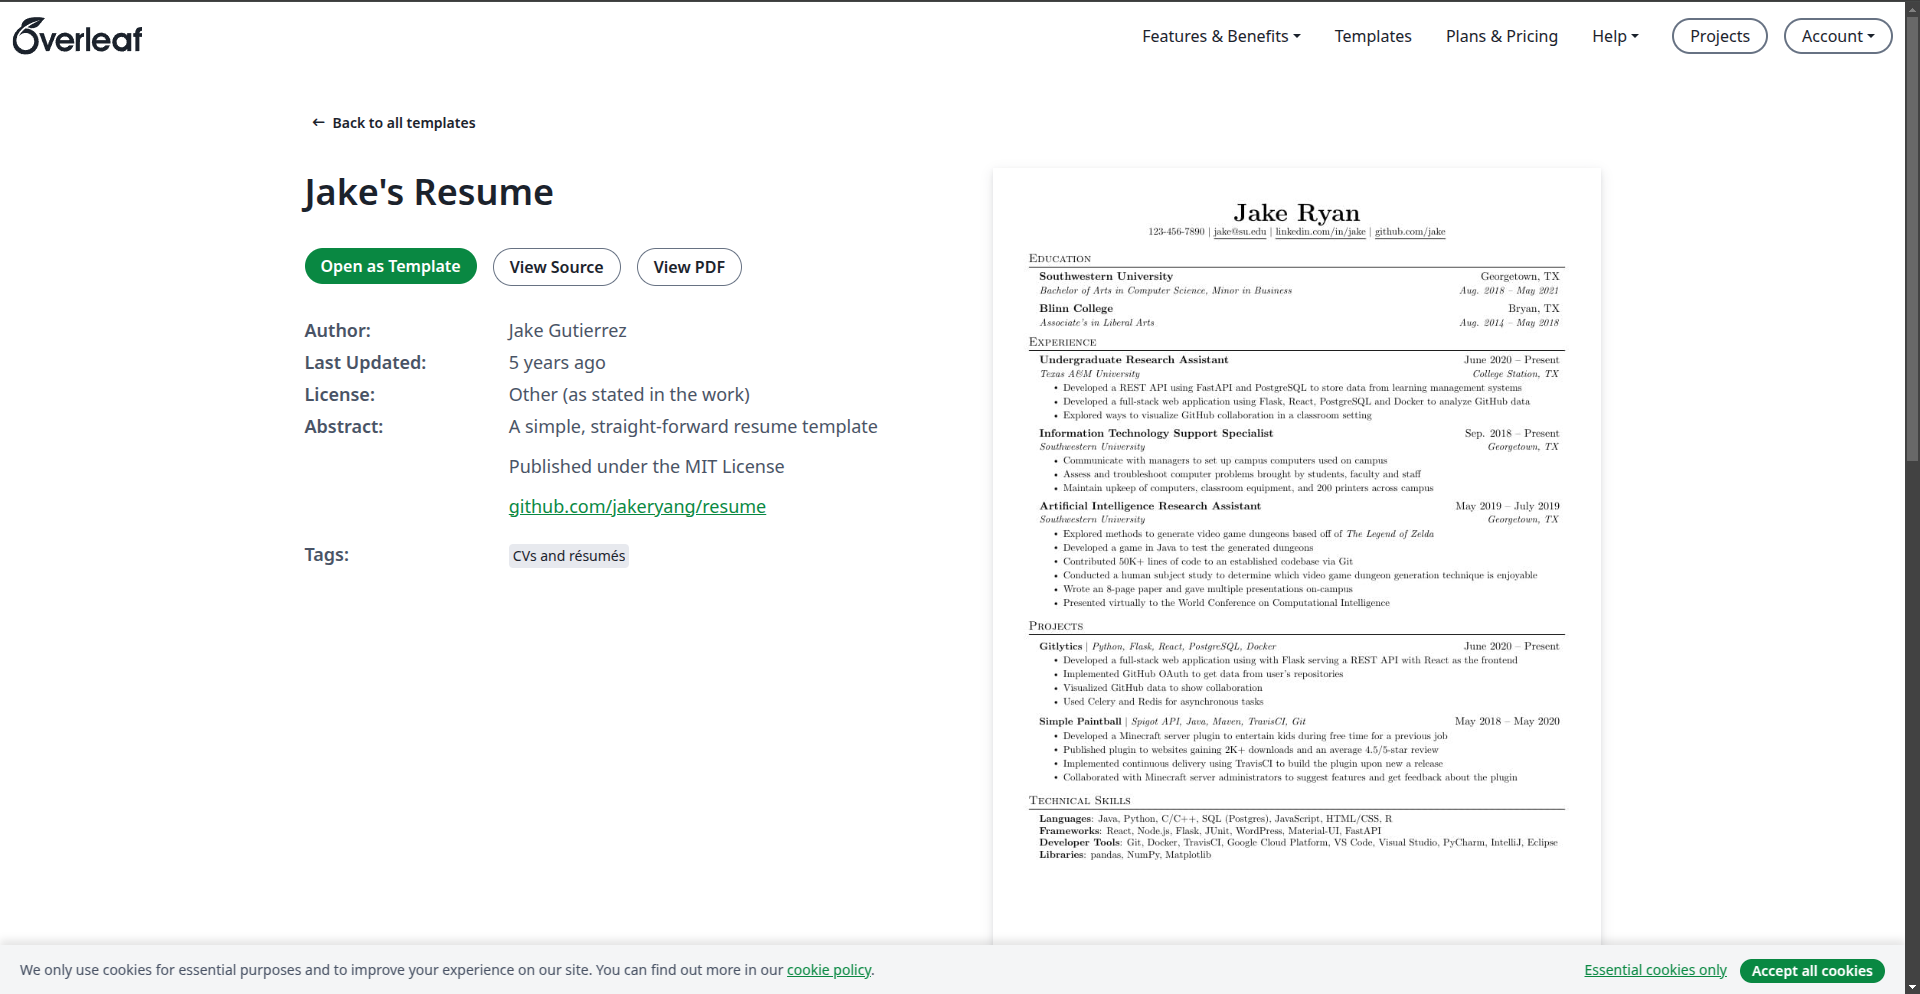 Overleaf
Features & Benefits
Templates
Plans & Pricing
Help
Projects
Account
← Back to all templates
Jake's Resume
Open as Template
View Source
View PDF
Author: Jake Gutierrez
Last Updated: 5 years ago
License: Other (as stated in the work)
Abstract: A simple, straight-forward resume template
Published under the MIT License
github.com/jakeryang/resume
Tags: CVs and résumés
Jake Ryan
123-456-7890 | jake@su.edu | linkedin.com/in/jake | github.com/jake
Education
Southwestern University Georgetown, TX
Bachelor of Arts in Computer Science, Minor in Business Aug. 2018 – May 2021
Blinn College Bryan, TX
Associate's in Liberal Arts Aug. 2014 – May 2018
Experience
Undergraduate Research Assistant June 2020 – Present
Texas A&M University College Station, TX
• Developed a REST API using FastAPI and PostgreSQL to store data from learning management systems
• Developed a full-stack web application using Flask, React, PostgreSQL and Docker to analyze GitHub data
• Explored ways to visualize GitHub collaboration in a classroom setting
Information Technology Support Specialist Sep. 2018 – Present
Southwestern University Georgetown, TX
• Communicate with managers to set up campus computers used on campus
• Assess and troubleshoot computer problems brought by students, faculty and staff
• Maintain upkeep of computers, classroom equipment, and 200 printers across campus
Artificial Intelligence Research Assistant May 2019 – July 2019
Southwestern University Georgetown, TX
• Explored methods to generate video game dungeons based off of The Legend of Zelda
• Developed a game in Java to test the generated dungeons
• Contributed 50K+ lines of code to an established codebase via Git
• Conducted a human subject study to determine which video game dungeon generation technique is enjoyable
• Wrote an 8-page paper and gave multiple presentations on-campus
• Presented virtually to the World Conference on Computational Intelligence
Projects
Gitlytics | Python, Flask, React, PostgreSQL, Docker June 2020 – Present
• Developed a full-stack web application using with Flask serving a REST API with React as the frontend
• Implemented GitHub OAuth to get data from user's repositories
• Visualized GitHub data to show collaboration
• Used Celery and Redis for asynchronous tasks
Simple Paintball | Spigot API, Java, Maven, TravisCI, Git May 2018 – May 2020
• Developed a Minecraft server plugin to entertain kids during free time for a previous job
• Published plugin to websites gaining 2K+ downloads and an average 4.5/5-star review
• Implemented continuous delivery using TravisCI to build the plugin upon new a release
• Collaborated with Minecraft server administrators to suggest features and get feedback about the plugin
Technical Skills
Languages: Java, Python, C/C++, SQL (Postgres), JavaScript, HTML/CSS, R
Frameworks: React, Node.js, Flask, JUnit, WordPress, Material-UI, FastAPI
Developer Tools: Git, Docker, TravisCI, Google Cloud Platform, VS Code, Visual Studio, PyCharm, IntelliJ, Eclipse
Libraries: pandas, NumPy, Matplotlib
We only use cookies for essential purposes and to improve your experience on our site. You can find out more in our cookie policy.
Essential cookies only
Accept all cookies